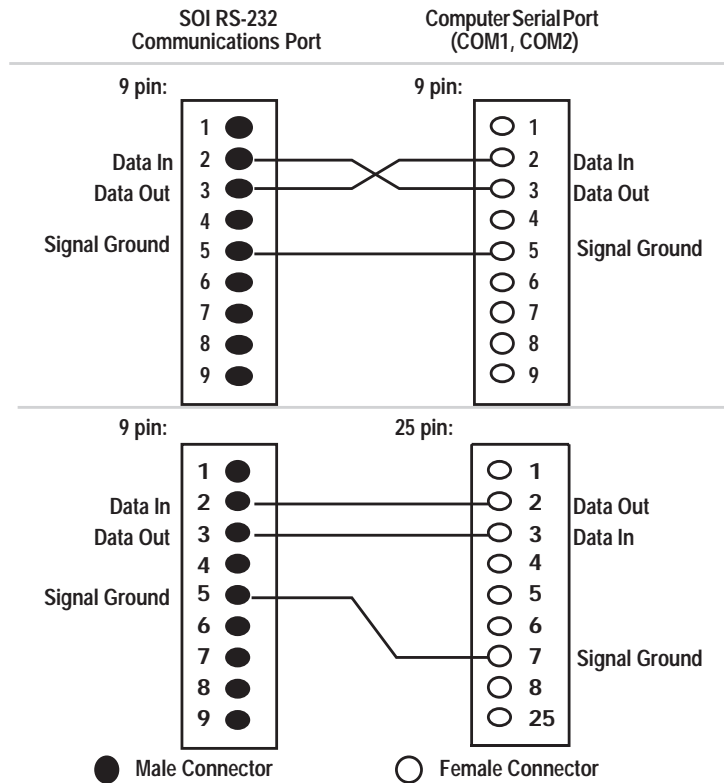 SOI RS-232 Computer Serial Port
Communications Port (COM1, COM2)
9 pin: 9 pin:
1 1
Data In 2 2 Data In
Data Out 3 3 Data Out
4 4
Signal Ground 5 5 Signal Ground
6 6
7 7
8 8
9 9
9 pin: 25 pin:
1 1
Data In 2 2 Data Out
Data Out 3 3 Data In
4 4
Signal Ground 5 5
6 6
7 7 Signal Ground
8 8
9 25
Male Connector Female Connector